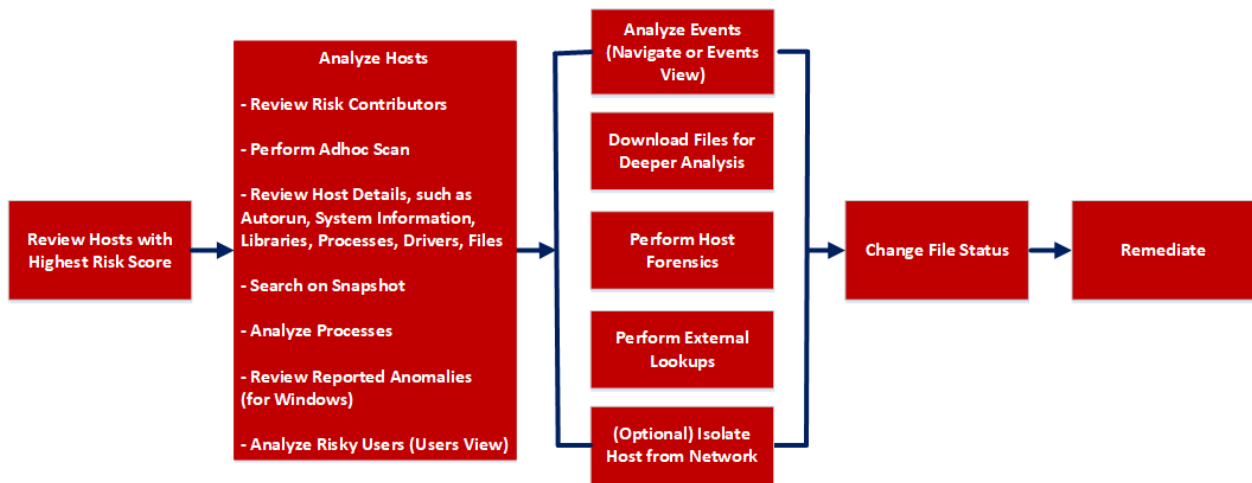 Review Hosts with
Highest Risk Score
Analyze Hosts
- Review Risk Contributors
- Perform Adhoc Scan
- Review Host Details, such as
Autorun, System Information,
Libraries, Processes, Drivers, Files
- Search on Snapshot
- Analyze Processes
- Review Reported Anomalies
(for Windows)
- Analyze Risky Users (Users View)
Analyze Events
(Navigate or Events
View)
Download Files for
Deeper Analysis
Perform Host
Forensics
Perform External
Lookups
(Optional) Isolate
Host from Network
Change File Status
Remediate